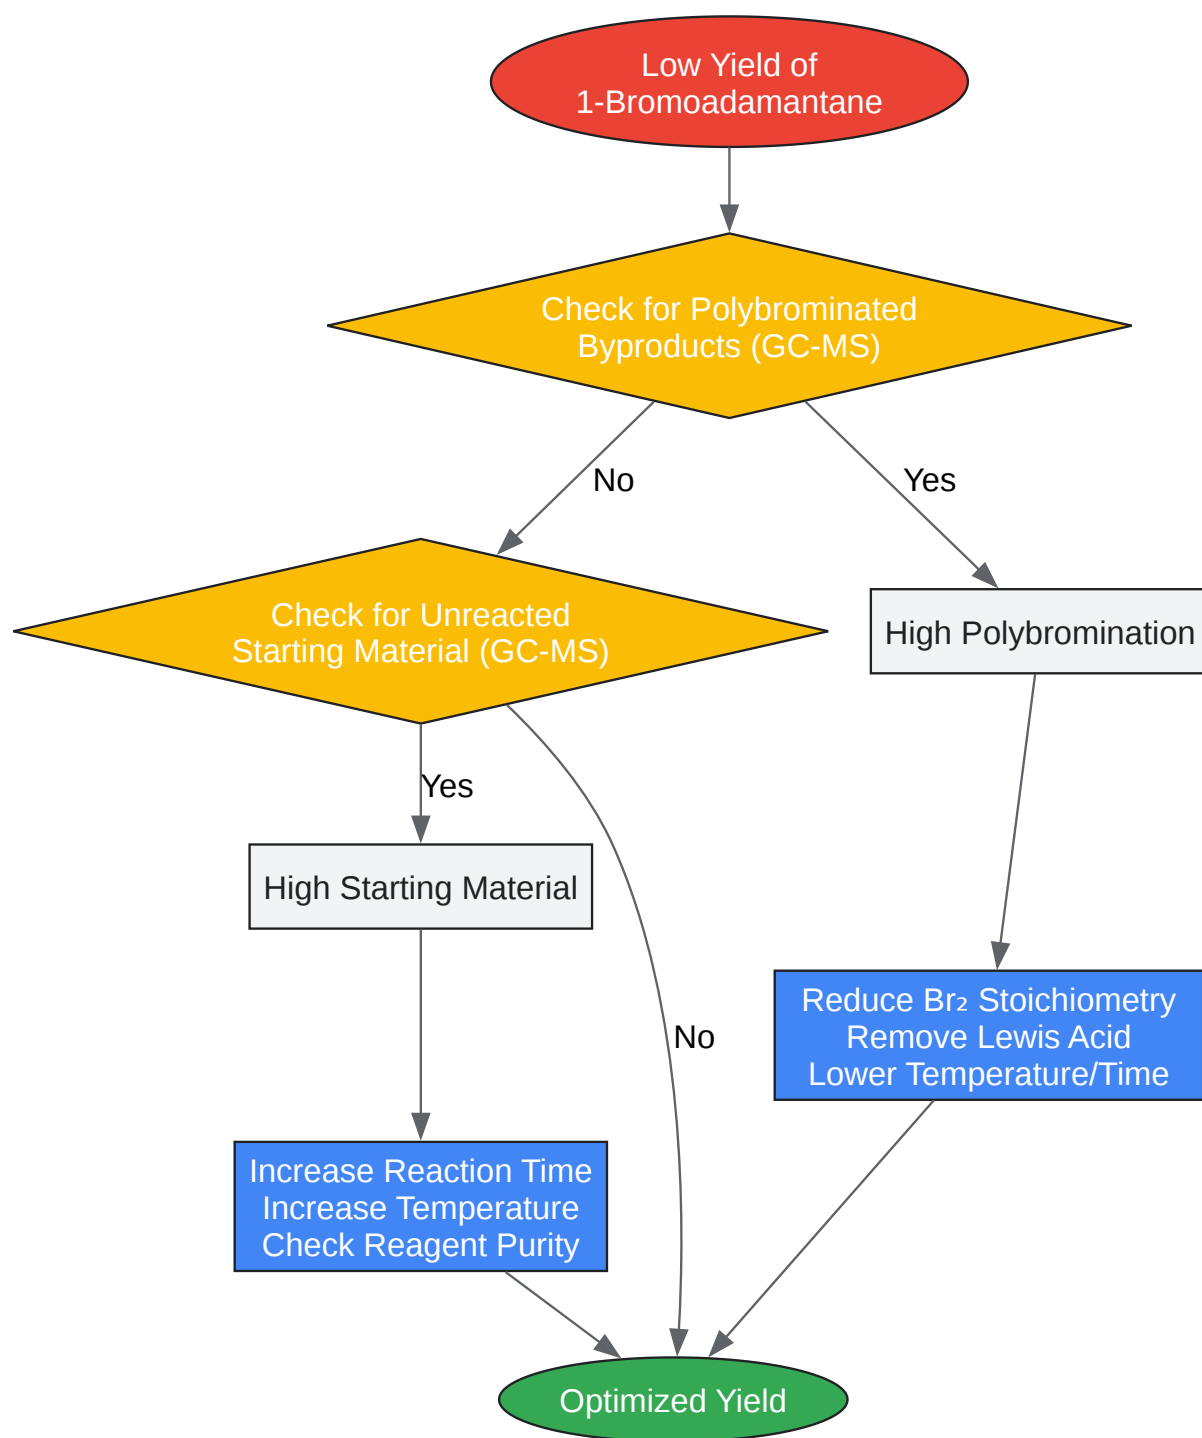 Low Yield of
1-Bromoadamantane
Check for Polybrominated
Byproducts (GC-MS)
No
Yes
Check for Unreacted
Starting Material (GC-MS)
High Polybromination
Yes
High Starting Material
Reduce Br₂ Stoichiometry
Remove Lewis Acid
Lower Temperature/Time
No
Increase Reaction Time
Increase Temperature
Check Reagent Purity
Optimized Yield